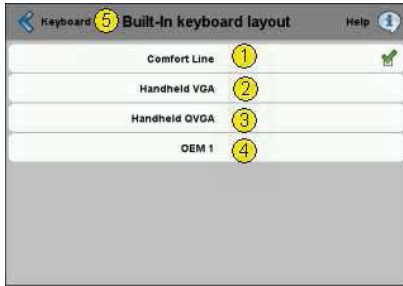 Keyboard 5 Built-In keyboard layout Help
Comfort Line 1
Handheld VGA 2
Handheld QVGA 3
OEM 1 4